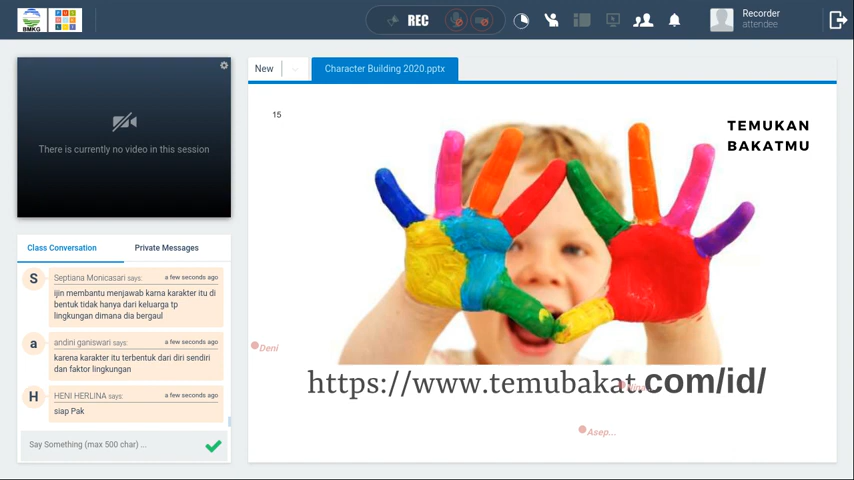 BMKG
REC
Recorder
attendee
There is currently no video in this session
Class Conversation
Private Messages
S
Septiana Monicasari says:
a few seconds ago
ijin membantu menjawab karna karakter itu di
bentuk tidak hanya dari keluarga tp
lingkungan dimana dia bergaul
a
andini ganiswari says:
a few seconds ago
karena karakter itu terbentuk dari diri sendiri
dan faktor lingkungan
H
HENI HERLINA says:
a few seconds ago
siap Pak
Say Something (max 500 char) ...
New
Character Building 2020.pptx
15
TEMUKAN
BAKATMU
Deni
https://www.temubakat.com/id/
Asep...